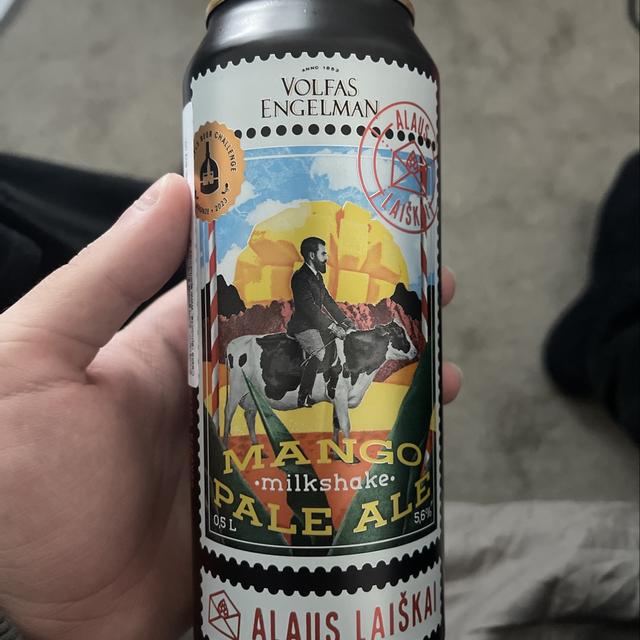 ANNO 1853
VOLFAS
ENGELMAN
ALAUS
LAIŠKAI
BEER CHALLENGE
BRONZE • 2023
MANGO
•milkshake•
PALE ALE
0,5 L
5,6%
ALAUS LAIŠKAI